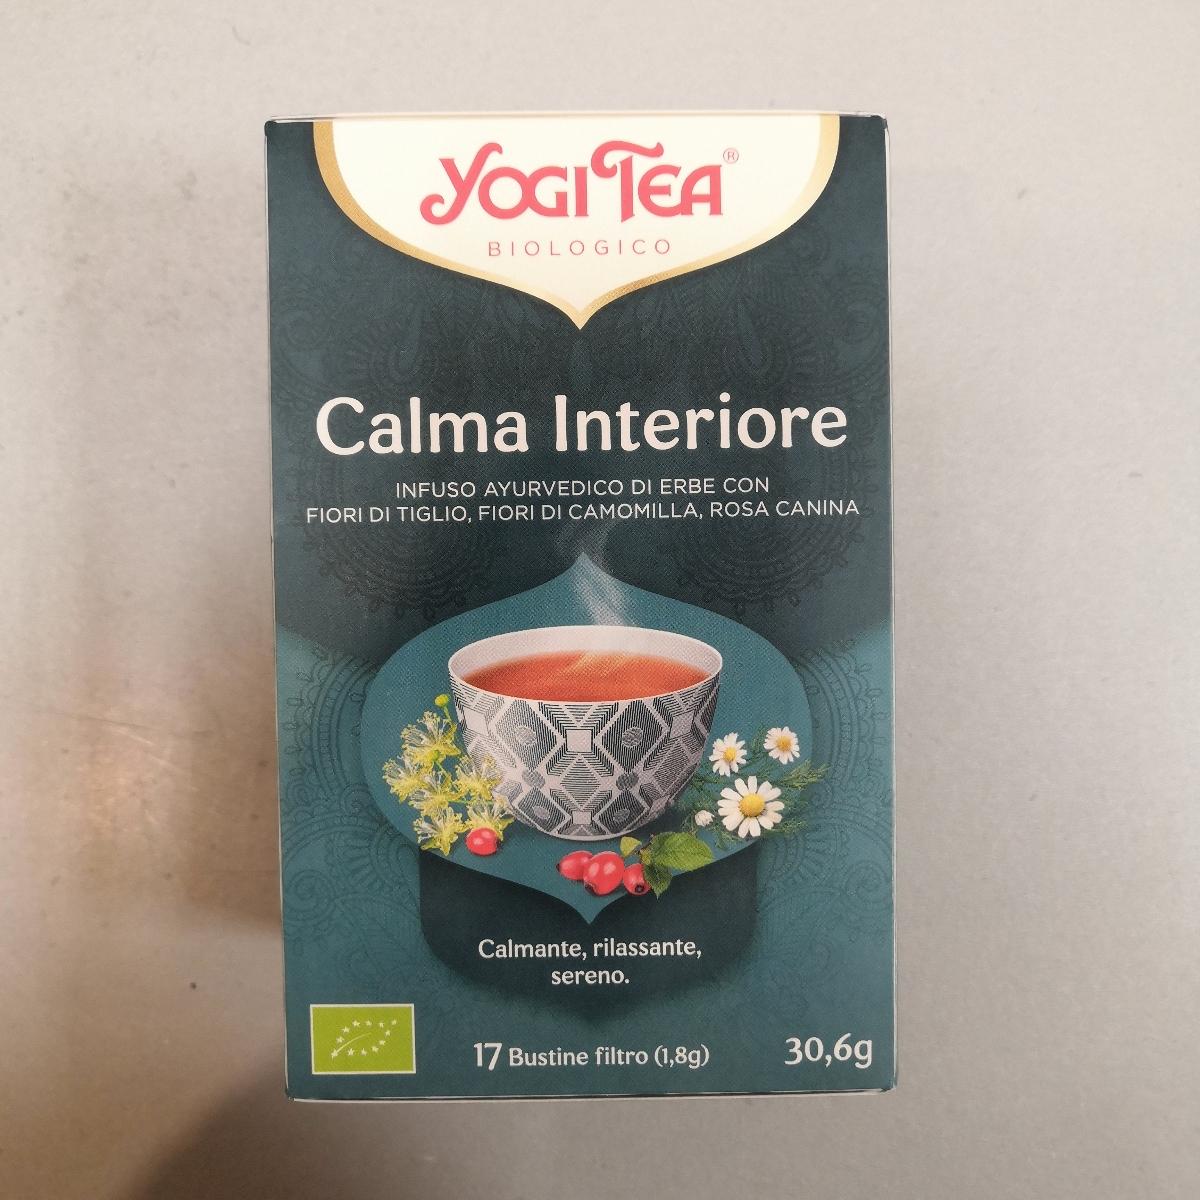 YOGI TEA®
BIOLOGICO
Calma Interiore
INFUSO AYURVEDICO DI ERBE CON
FIORI DI TIGLIO, FIORI DI CAMOMILLA, ROSA CANINA
Calmante, rilassante,
sereno.
17 Bustine filtro (1,8g)
30,6g